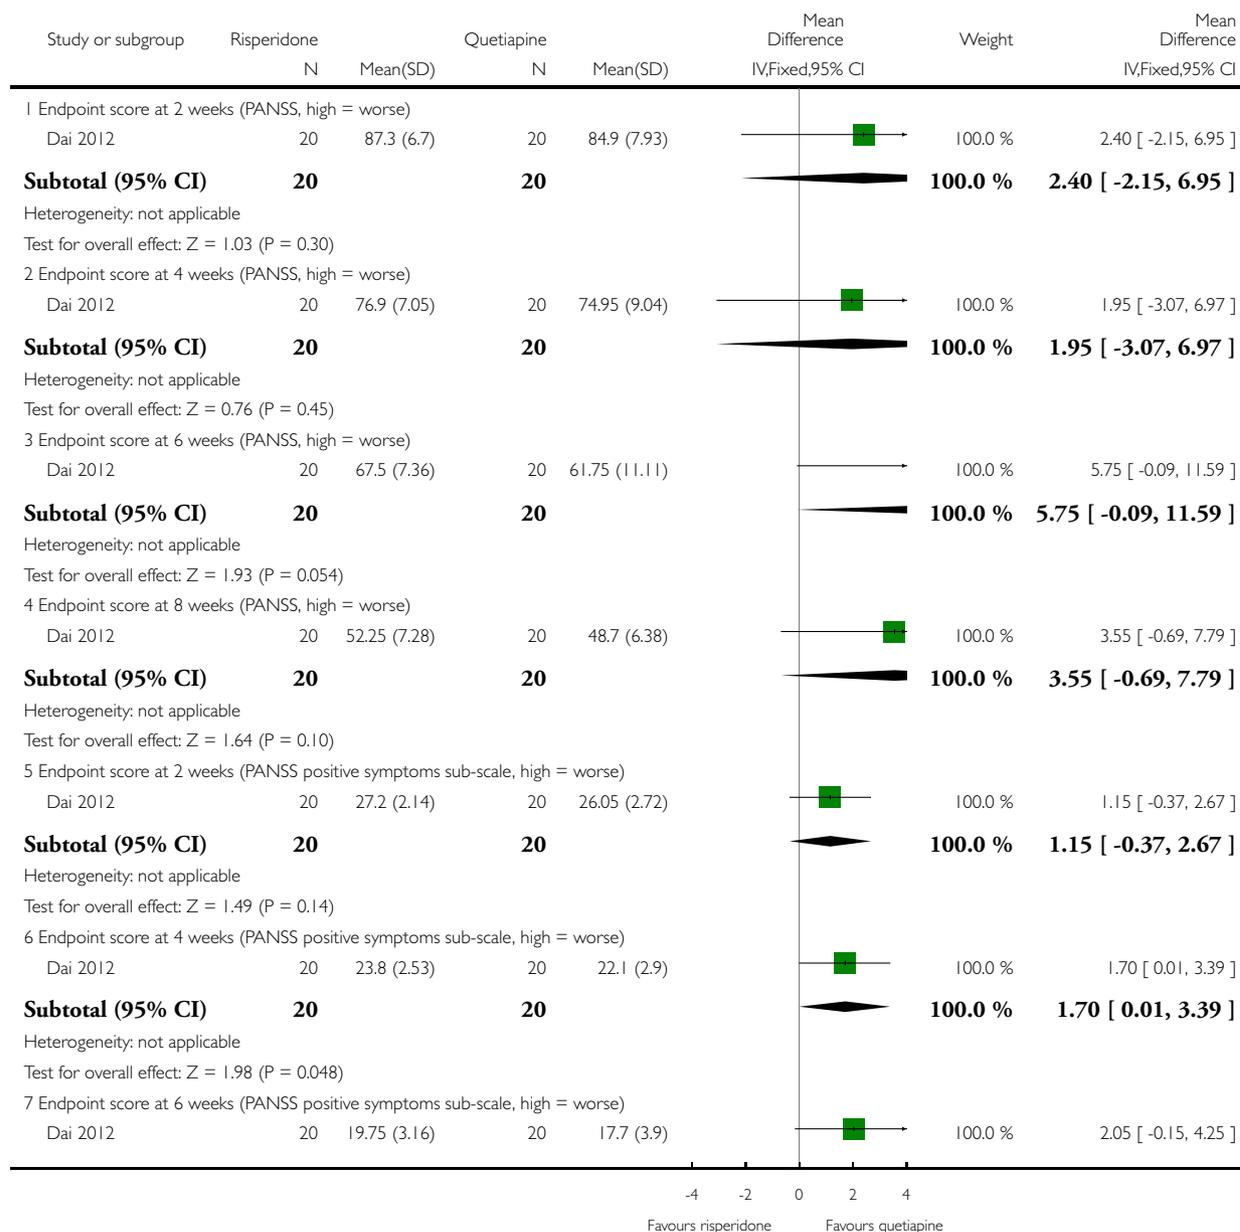 Mean Mean
Study or subgroup Risperidone Quetiapine Difference Weight Difference
N Mean(SD) N Mean(SD) IV,Fixed,95% CI IV,Fixed,95% CI
1 Endpoint score at 2 weeks (PANSS, high = worse)
Dai 2012 20 87.3 (6.7) 20 84.9 (7.93) 100.0 % 2.40 [ -2.15, 6.95 ]
Subtotal (95% CI) 20 20 100.0 % 2.40 [ -2.15, 6.95 ]
Heterogeneity: not applicable
Test for overall effect: Z = 1.03 (P = 0.30)
2 Endpoint score at 4 weeks (PANSS, high = worse)
Dai 2012 20 76.9 (7.05) 20 74.95 (9.04) 100.0 % 1.95 [ -3.07, 6.97 ]
Subtotal (95% CI) 20 20 100.0 % 1.95 [ -3.07, 6.97 ]
Heterogeneity: not applicable
Test for overall effect: Z = 0.76 (P = 0.45)
3 Endpoint score at 6 weeks (PANSS, high = worse)
Dai 2012 20 67.5 (7.36) 20 61.75 (11.11) 100.0 % 5.75 [ -0.09, 11.59 ]
Subtotal (95% CI) 20 20 100.0 % 5.75 [ -0.09, 11.59 ]
Heterogeneity: not applicable
Test for overall effect: Z = 1.93 (P = 0.054)
4 Endpoint score at 8 weeks (PANSS, high = worse)
Dai 2012 20 52.25 (7.28) 20 48.7 (6.38) 100.0 % 3.55 [ -0.69, 7.79 ]
Subtotal (95% CI) 20 20 100.0 % 3.55 [ -0.69, 7.79 ]
Heterogeneity: not applicable
Test for overall effect: Z = 1.64 (P = 0.10)
5 Endpoint score at 2 weeks (PANSS positive symptoms sub-scale, high = worse)
Dai 2012 20 27.2 (2.14) 20 26.05 (2.72) 100.0 % 1.15 [ -0.37, 2.67 ]
Subtotal (95% CI) 20 20 100.0 % 1.15 [ -0.37, 2.67 ]
Heterogeneity: not applicable
Test for overall effect: Z = 1.49 (P = 0.14)
6 Endpoint score at 4 weeks (PANSS positive symptoms sub-scale, high = worse)
Dai 2012 20 23.8 (2.53) 20 22.1 (2.9) 100.0 % 1.70 [ 0.01, 3.39 ]
Subtotal (95% CI) 20 20 100.0 % 1.70 [ 0.01, 3.39 ]
Heterogeneity: not applicable
Test for overall effect: Z = 1.98 (P = 0.048)
7 Endpoint score at 6 weeks (PANSS positive symptoms sub-scale, high = worse)
Dai 2012 20 19.75 (3.16) 20 17.7 (3.9) 100.0 % 2.05 [ -0.15, 4.25 ]
-4 -2 0 2 4
Favours risperidone Favours quetiapine